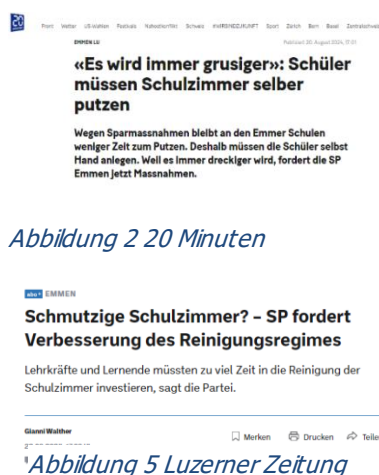 20
Front Wetter US-Wahlen Festivals Nahostkonflikt Schweiz #WIRSINDZUKUNFT Sport Zürich Bern Basel Zentralschweiz
EMMEN LU
Publiziert 20. August 2024, 17:01
«Es wird immer grusiger»: Schüler
müssen Schulzimmer selber
putzen
Wegen Sparmassnahmen bleibt an den Emmer Schulen
weniger Zeit zum Putzen. Deshalb müssen die Schüler selbst
Hand anlegen. Weil es immer dreckiger wird, fordert die SP
Emmen jetzt Massnahmen.
Abbildung 2 20 Minuten
abo+ EMMEN
Schmutzige Schulzimmer? – SP fordert
Verbesserung des Reinigungsregimes
Lehrkräfte und Lernende müssten zu viel Zeit in die Reinigung der
Schulzimmer investieren, sagt die Partei.
Gianni Walther
Merken Drucken Teile
Abbildung 5 Luzerner Zeitung